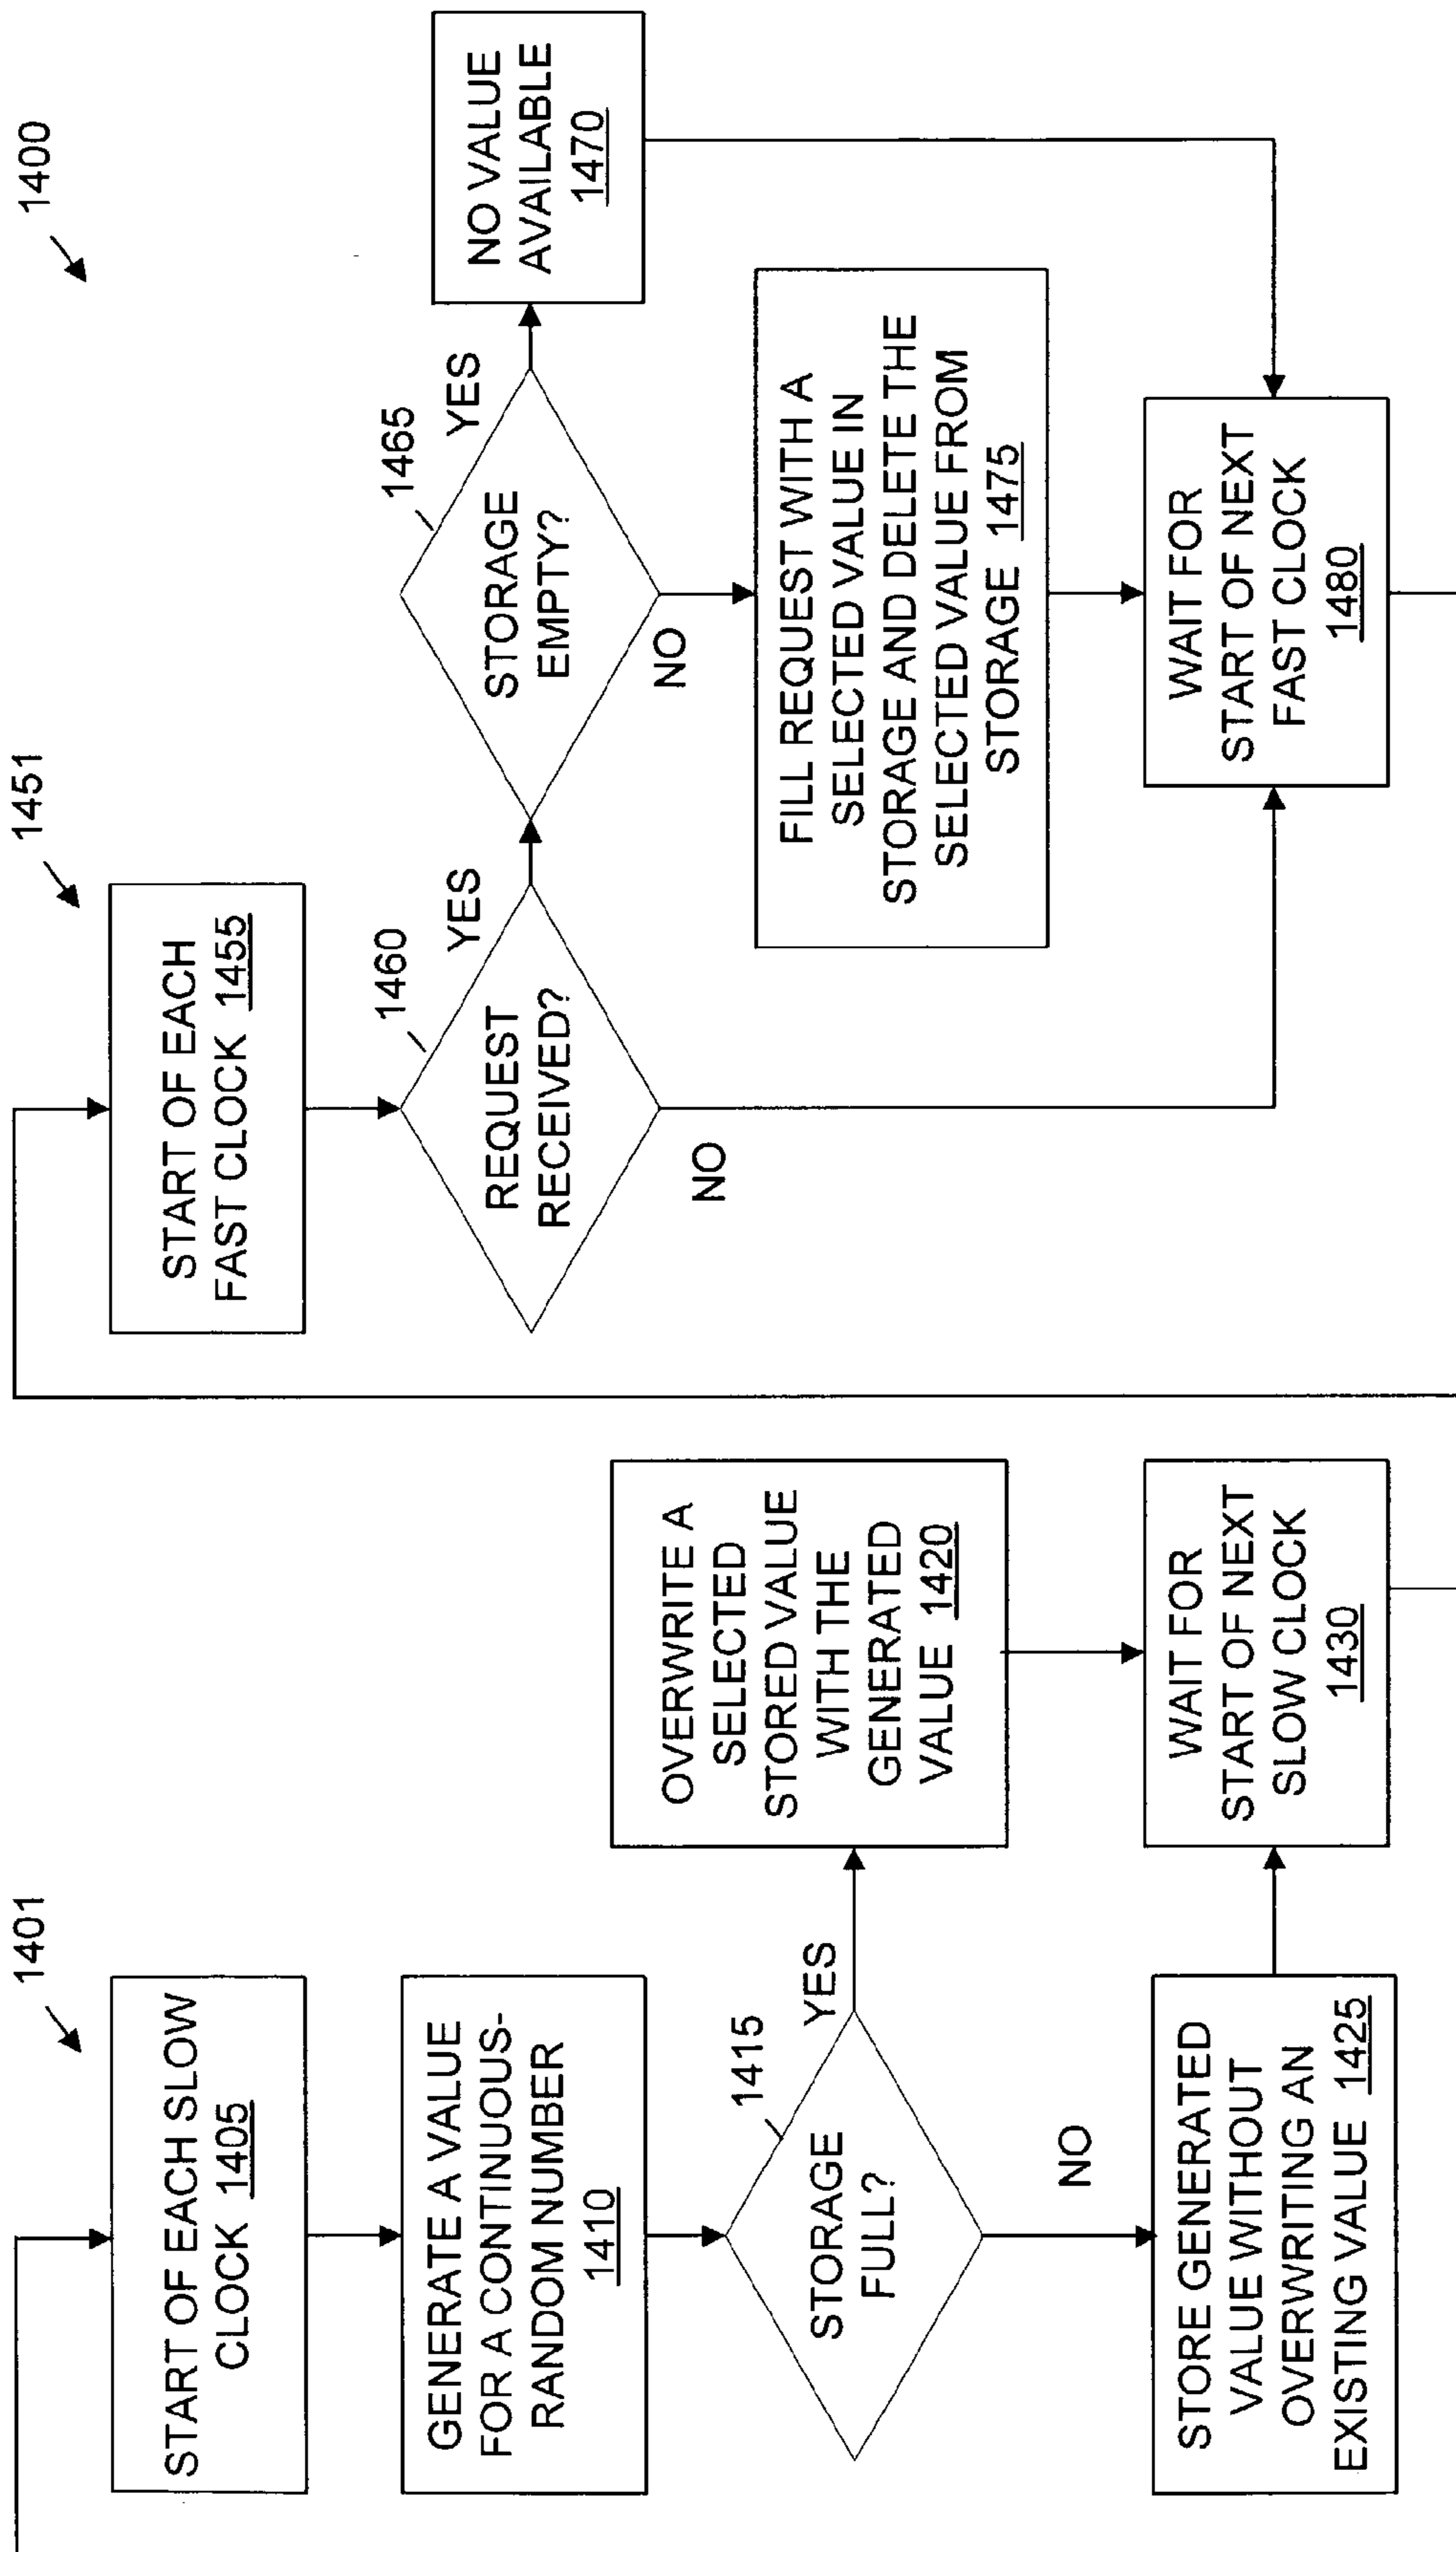 1400
1401
START OF EACH SLOW
CLOCK 1405
GENERATE A VALUE
FOR A CONTINUOUS-
RANDOM NUMBER
1410
1415
STORAGE
FULL?
YES
NO
OVERWRITE A
SELECTED
STORED VALUE
WITH THE
GENERATED
VALUE 1420
STORE GENERATED
VALUE WITHOUT
OVERWRITING AN
EXISTING VALUE 1425
WAIT FOR
START OF NEXT
SLOW CLOCK
1430
1451
START OF EACH
FAST CLOCK 1455
1460
REQUEST
RECEIVED?
YES
NO
1465
STORAGE
EMPTY?
YES
NO
NO VALUE
AVAILABLE
1470
FILL REQUEST WITH A
SELECTED VALUE IN
STORAGE AND DELETE THE
SELECTED VALUE FROM
STORAGE 1475
WAIT FOR
START OF NEXT
FAST CLOCK
1480